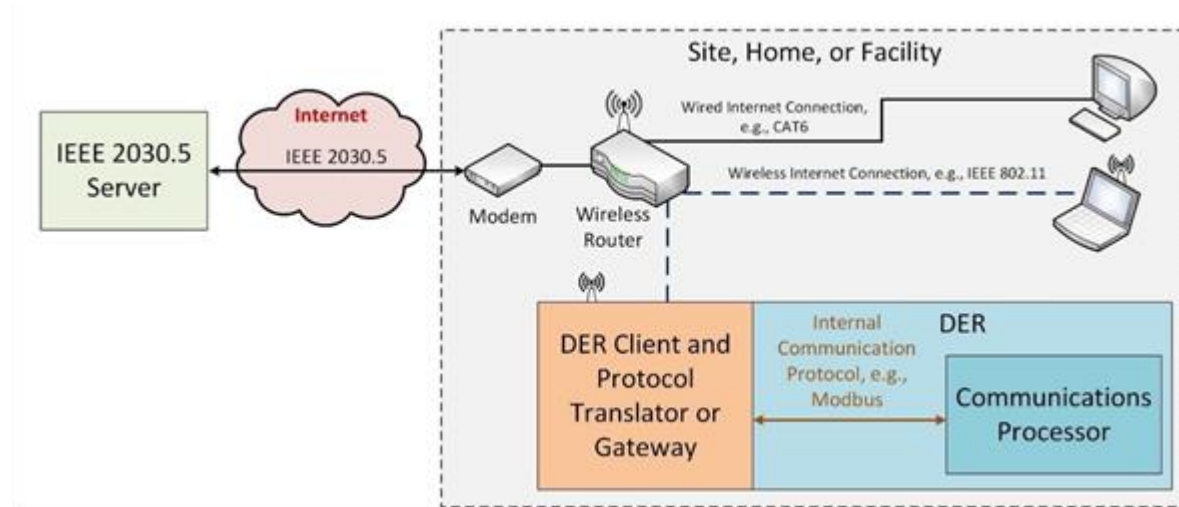 Site, Home, or Facility
Internet
IEEE 2030.5
IEEE 2030.5
Server
Modem
Wireless
Router
Wired Internet Connection,
e.g., CAT6
Wireless Internet Connection, e.g., IEEE 802.11
DER Client and
Protocol
Translator or
Gateway
Internal
Communication
Protocol, e.g.,
Modbus
DER
Communications
Processor